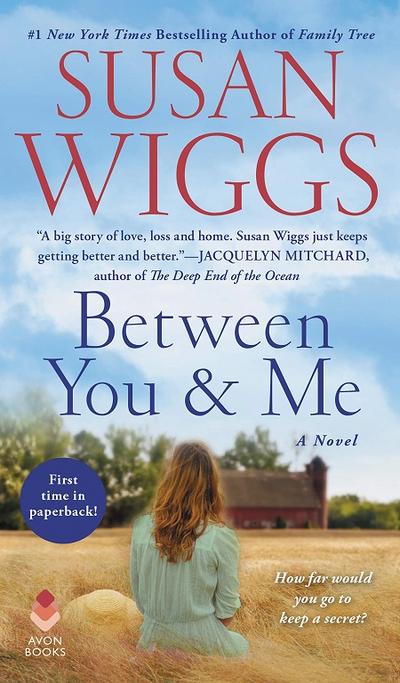 #1 New York Times Bestselling Author of Family Tree
SUSAN
WIGGS
“A big story of love, loss and home. Susan Wiggs just keeps
getting better and better.”—JACQUELYN MITCHARD,
author of The Deep End of the Ocean
Between
You & Me
A Novel
First
time in
paperback!
How far would
you go to
keep a secret?
AVON
BOOKS